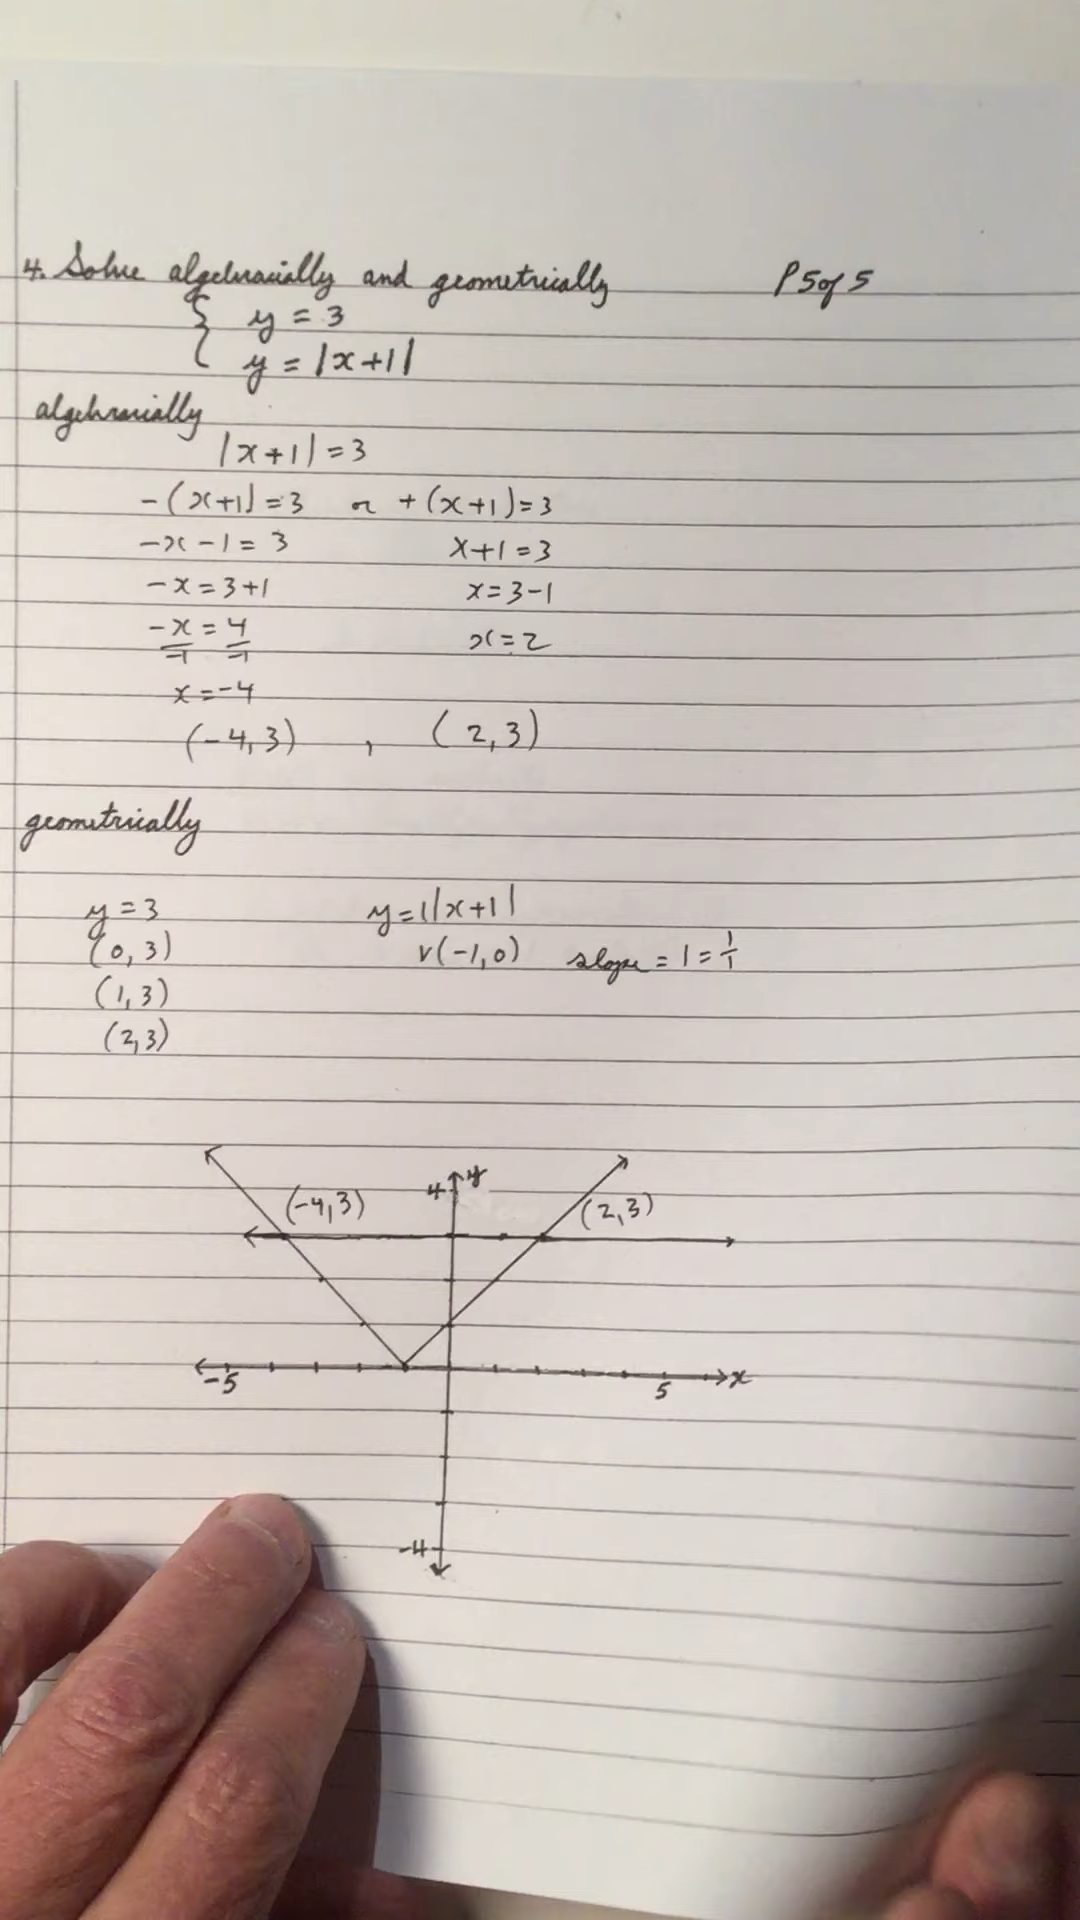 4. Solve algebraically and geometrically P5of5
{ y = 3
y = |x+1|
algebraically
|x+1| = 3
-(x+1) = 3 or +(x+1) = 3
-x - 1 = 3 x+1 = 3
-x = 3+1 x = 3-1
-x = 4 x = 2
-1 -1
x = -4
(-4,3) , (2,3)
geometrically
y = 3 y = 1|x+1|
(0,3) V(-1,0) slope = 1 = 1/1
(1,3)
(2,3)
4 y
(-4,3) (2,3)
-5 5 x
-4